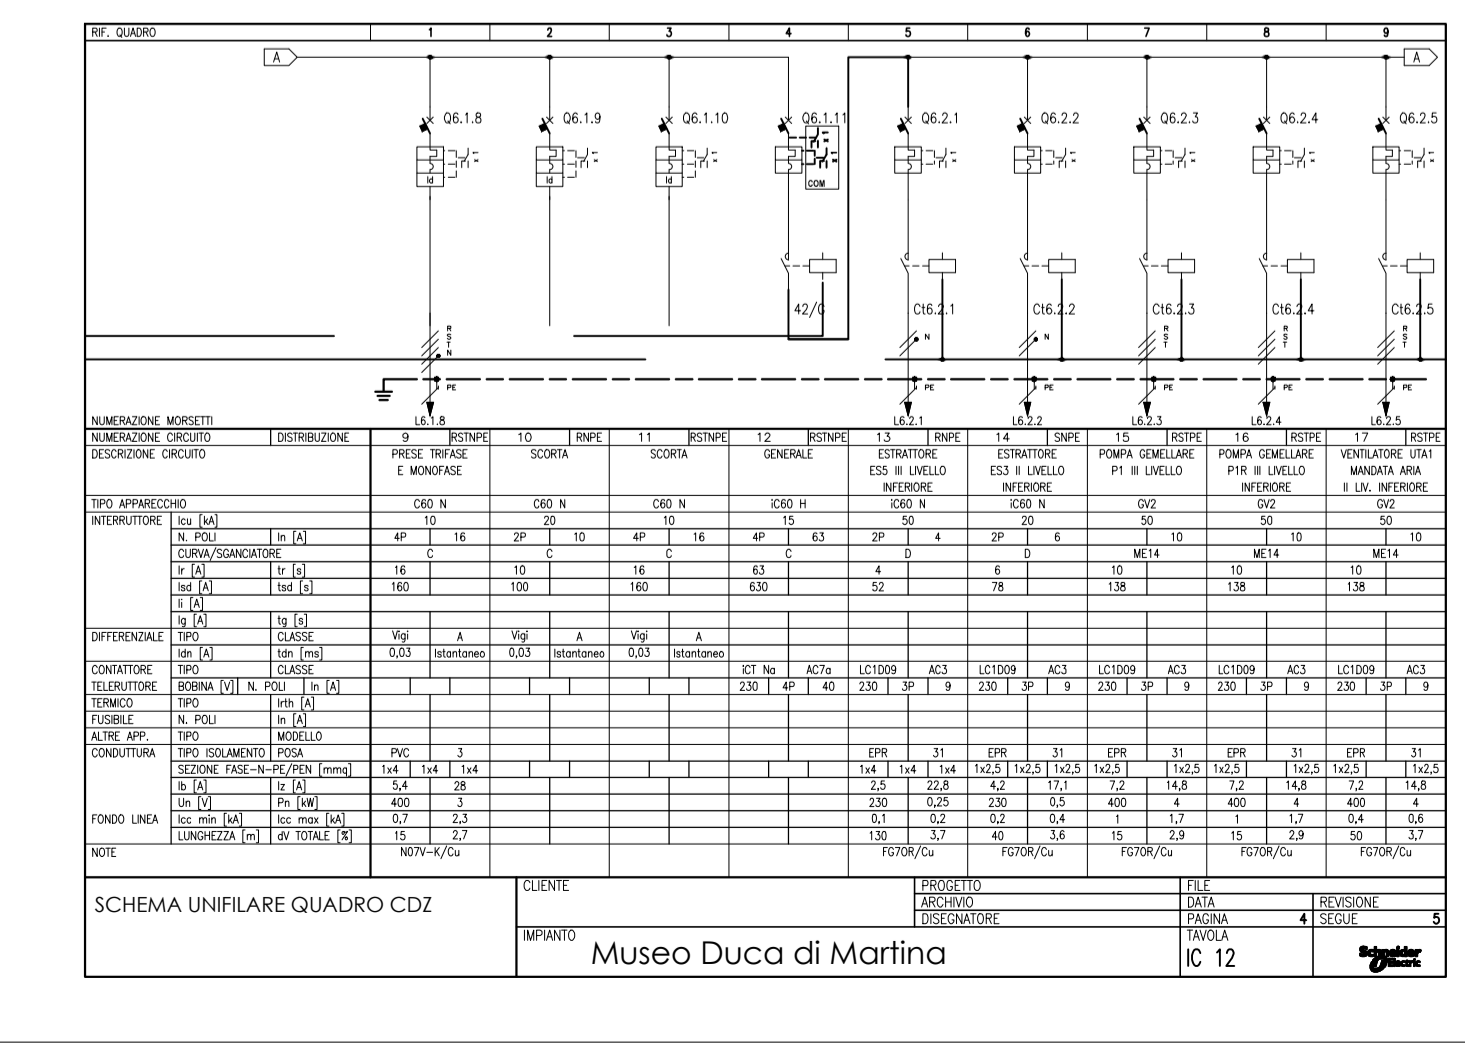 RIF. QUADRO 1 2 3 4 5 6 7 8 9
A A
Q6.1.8 Q6.1.9 Q6.1.10 Q6.1.11 Q6.2.1 Q6.2.2 Q6.2.3 Q6.2.4 Q6.2.5
Id Id Id COM
42/C Ct6.2.1 Ct6.2.2 Ct6.2.3 Ct6.2.4 Ct6.2.5
R S T N N N R S T R S T R S T
PE PE PE PE PE PE
NUMERAZIONE MORSETTI L6.1.8 L6.2.1 L6.2.2 L6.2.3 L6.2.4 L6.2.5
NUMERAZIONE CIRCUITO DISTRIBUZIONE 9 RSTNPE 10 RNPE 11 RSTNPE 12 RSTNPE 13 RNPE 14 SNPE 15 RSTPE 16 RSTPE 17 RSTPE
DESCRIZIONE CIRCUITO PRESE TRIFASE SCORTA SCORTA GENERALE ESTRATTORE ESTRATTORE POMPA GEMELLARE POMPA GEMELLARE VENTILATORE UTA1
E MONOFASE ES5 III LIVELLO ES3 II LIVELLO P1 III LIVELLO P1R III LIVELLO MANDATA ARIA
INFERIORE INFERIORE INFERIORE II LIV. INFERIORE
TIPO APPARECCHIO C60 N C60 N C60 N iC60 H iC60 N iC60 N GV2 GV2 GV2
INTERRUTTORE Icu [kA] 10 20 10 15 50 20 50 50 50
N. POLI In [A] 4P 16 2P 10 4P 16 4P 63 2P 4 2P 6 10 10 10
CURVA/SGANCIATORE C C C C D D ME14 ME14 ME14
Ir [A] tr [s] 16 10 16 63 4 6 10 10 10
Isd [A] tsd [s] 160 100 160 630 52 78 138 138 138
Ii [A]
Ig [A] tg [s]
DIFFERENZIALE TIPO CLASSE Vigi A Vigi A Vigi A
Idn [A] tdn [ms] 0,03 Istantaneo 0,03 Istantaneo 0,03 Istantaneo
CONTATTORE TIPO CLASSE iCT Na AC7a LC1D09 AC3 LC1D09 AC3 LC1D09 AC3 LC1D09 AC3 LC1D09 AC3
TELERUTTORE BOBINA [V] N. POLI In [A] 230 4P 40 230 3P 9 230 3P 9 230 3P 9 230 3P 9 230 3P 9
TERMICO TIPO Irth [A]
FUSIBILE N. POLI In [A]
ALTRE APP. TIPO MODELLO
CONDUTTURA TIPO ISOLAMENTO POSA PVC 3 EPR 31 EPR 31 EPR 31 EPR 31 EPR 31
SEZIONE FASE-N-PE/PEN [mmq] 1x4 1x4 1x4 1x4 1x4 1x4 1x2,5 1x2,5 1x2,5 1x2,5 1x2,5 1x2,5 1x2,5 1x2,5 1x2,5
Ib [A] Iz [A] 5,4 28 2,5 22,8 4,2 17,1 7,2 14,8 7,2 14,8 7,2 14,8
Un [V] Pn [kW] 400 3 230 0,25 230 0,5 400 4 400 4 400 4
FONDO LINEA Icc min [kA] Icc max [kA] 0,7 2,3 0,1 0,2 0,2 0,4 1 1,7 1 1,7 0,4 0,6
LUNGHEZZA [m] dV TOTALE [%] 15 2,7 130 3,7 40 3,6 15 2,9 15 2,9 50 3,7
NOTE N07V-K/Cu FG7OR/Cu FG7OR/Cu FG7OR/Cu FG7OR/Cu FG7OR/Cu
SCHEMA UNIFILARE QUADRO CDZ
CLIENTE
IMPIANTO
Museo Duca di Martina
PROGETTO FILE
ARCHIVIO DATA REVISIONE
DISEGNATORE PAGINA 4 SEGUE 5
TAVOLA
IC 12
Schneider
Electric